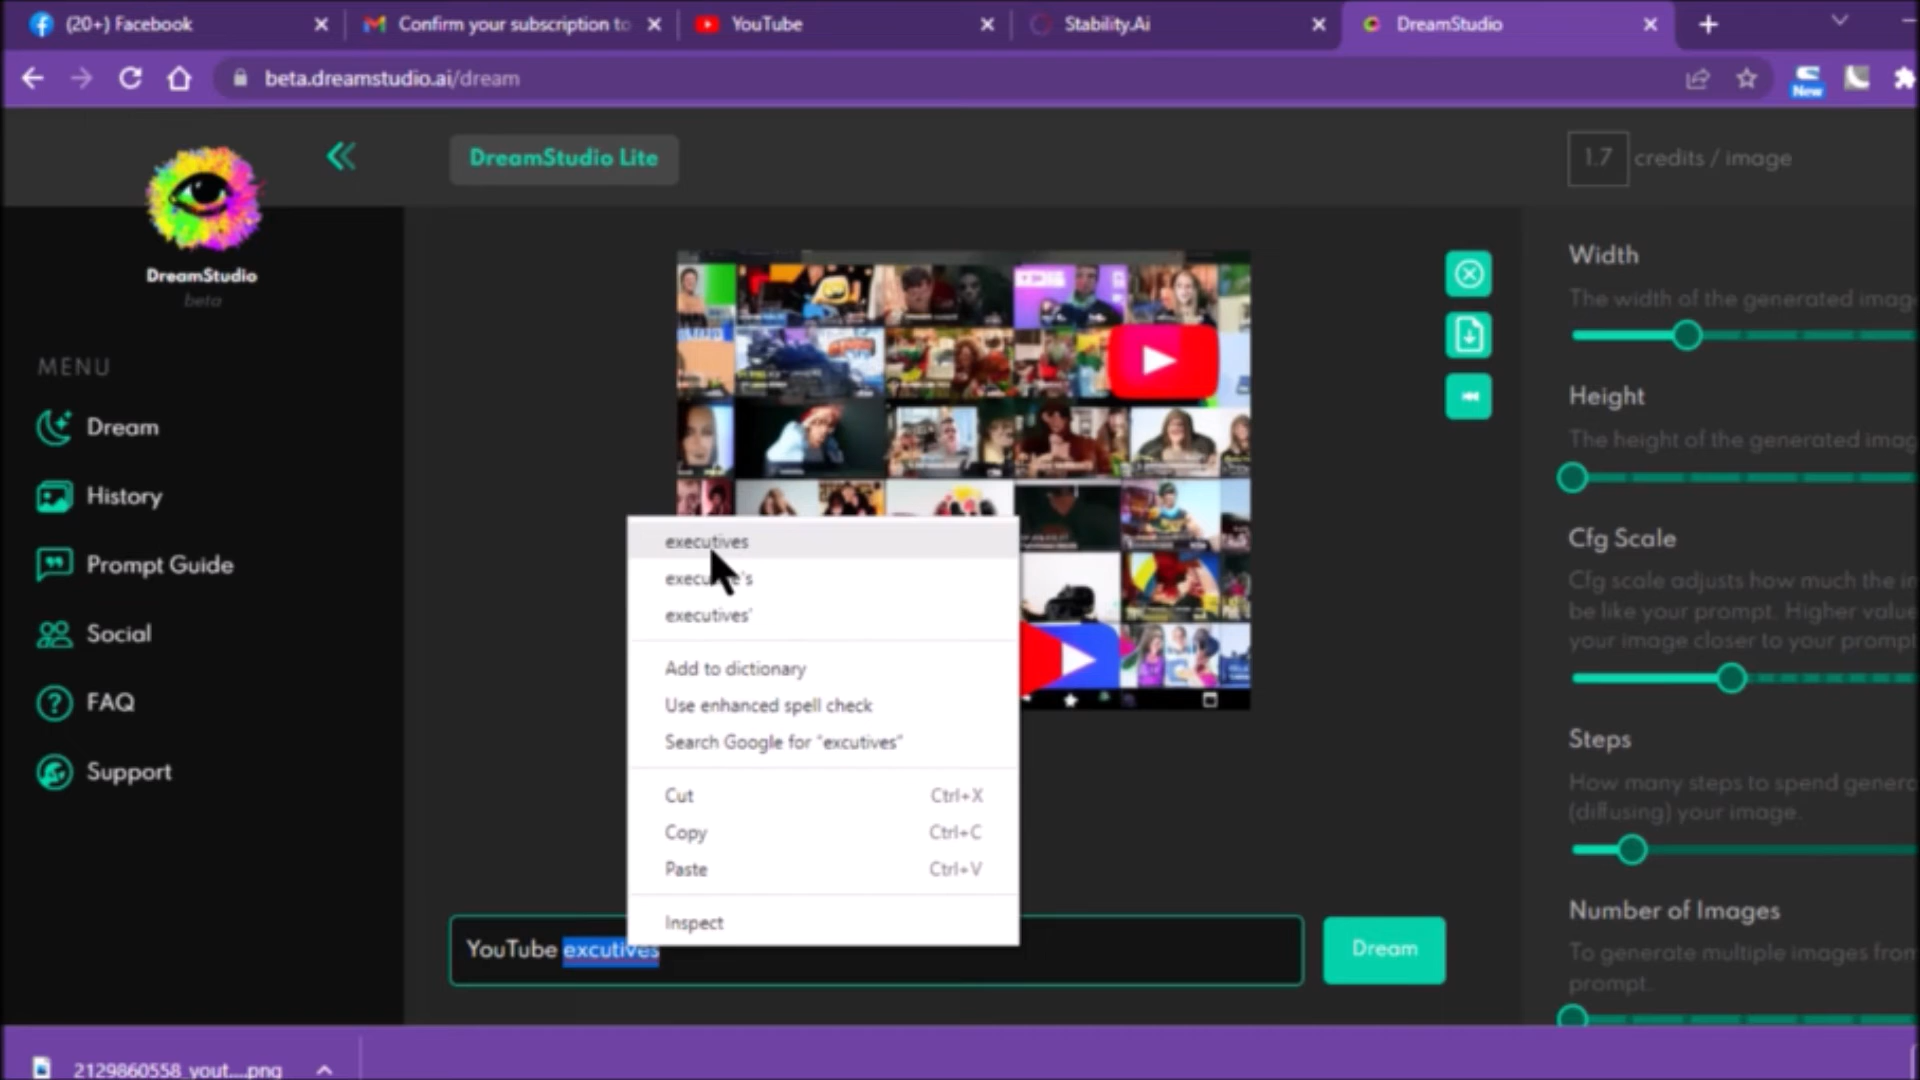 (20+) Facebook
Confirm your subscription to
YouTube
Stability.Ai
DreamStudio
beta.dreamstudio.ai/dream
New
DreamStudio
beta
DreamStudio Lite
1.7 credits / image
MENU
Dream
History
Prompt Guide
Social
FAQ
Support
executives
executive's
executives'
Add to dictionary
Use enhanced spell check
Search Google for "excutives"
Cut Ctrl+X
Copy Ctrl+C
Paste Ctrl+V
Inspect
YouTube excutives
Dream
Width
The width of the generated imag
Height
The height of the generated imag
Cfg Scale
Cfg scale adjusts how much the in
be like your prompt. Higher value
your image closer to your prompt
Steps
How many steps to spend genera
(diffusing) your image.
Number of Images
To generate multiple images from
prompt.
2129860558_yout....png